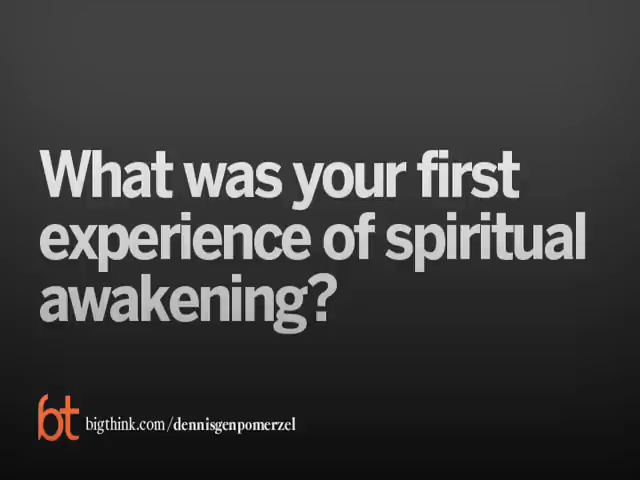 What was your first
experience of spiritual
awakening?
bt bigthink.com/dennisgenpomerzel